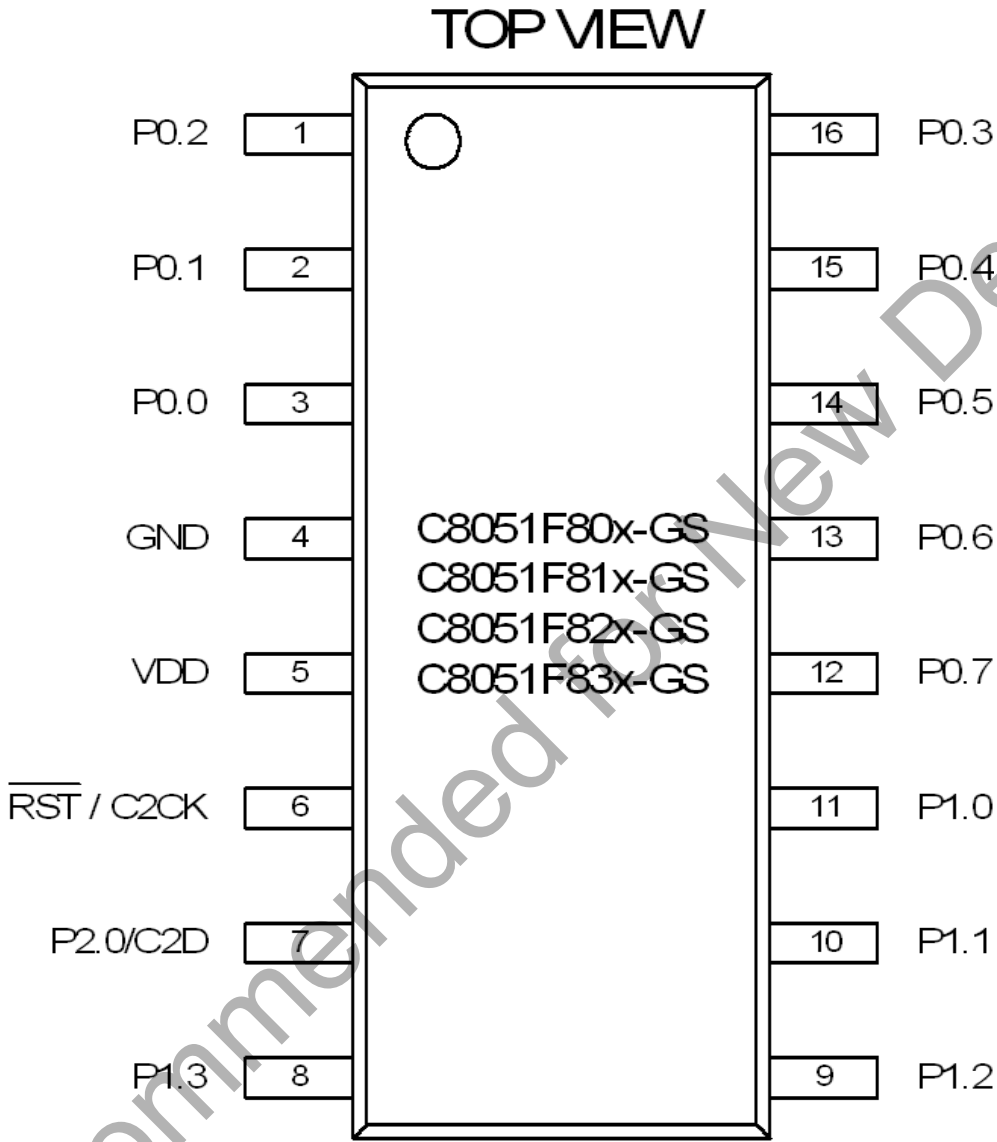 TOP VIEW
P0.2 1 16 P0.3
P0.1 2 15 P0.4
P0.0 3 14 P0.5
GND 4 13 P0.6
VDD 5 12 P0.7
RST / C2CK 6 11 P1.0
P2.0/C2D 7 10 P1.1
P1.3 8 9 P1.2
C8051F80x-GS
C8051F81x-GS
C8051F82x-GS
C8051F83x-GS
ommended for New De